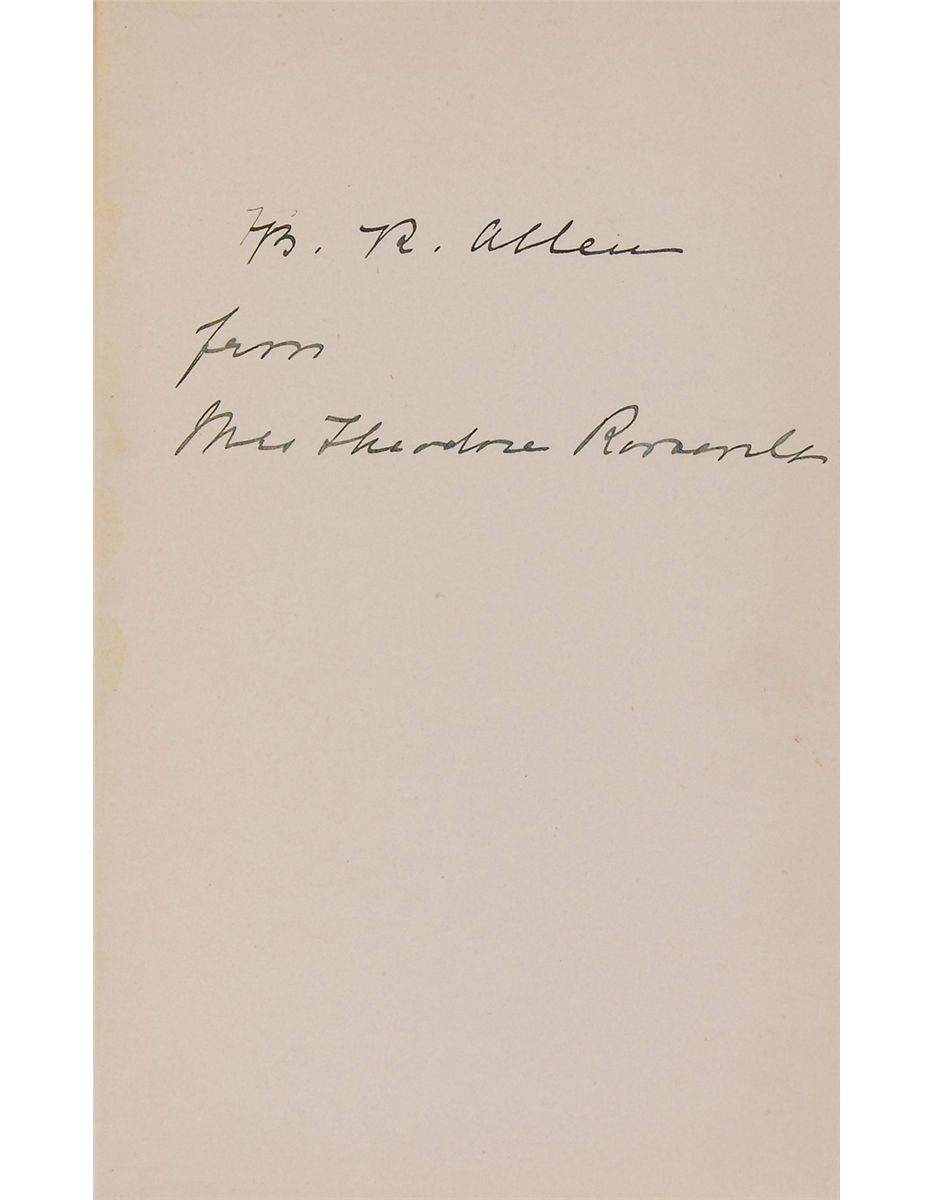 B. R. Allen
from
Mrs Theodore Roosevelt